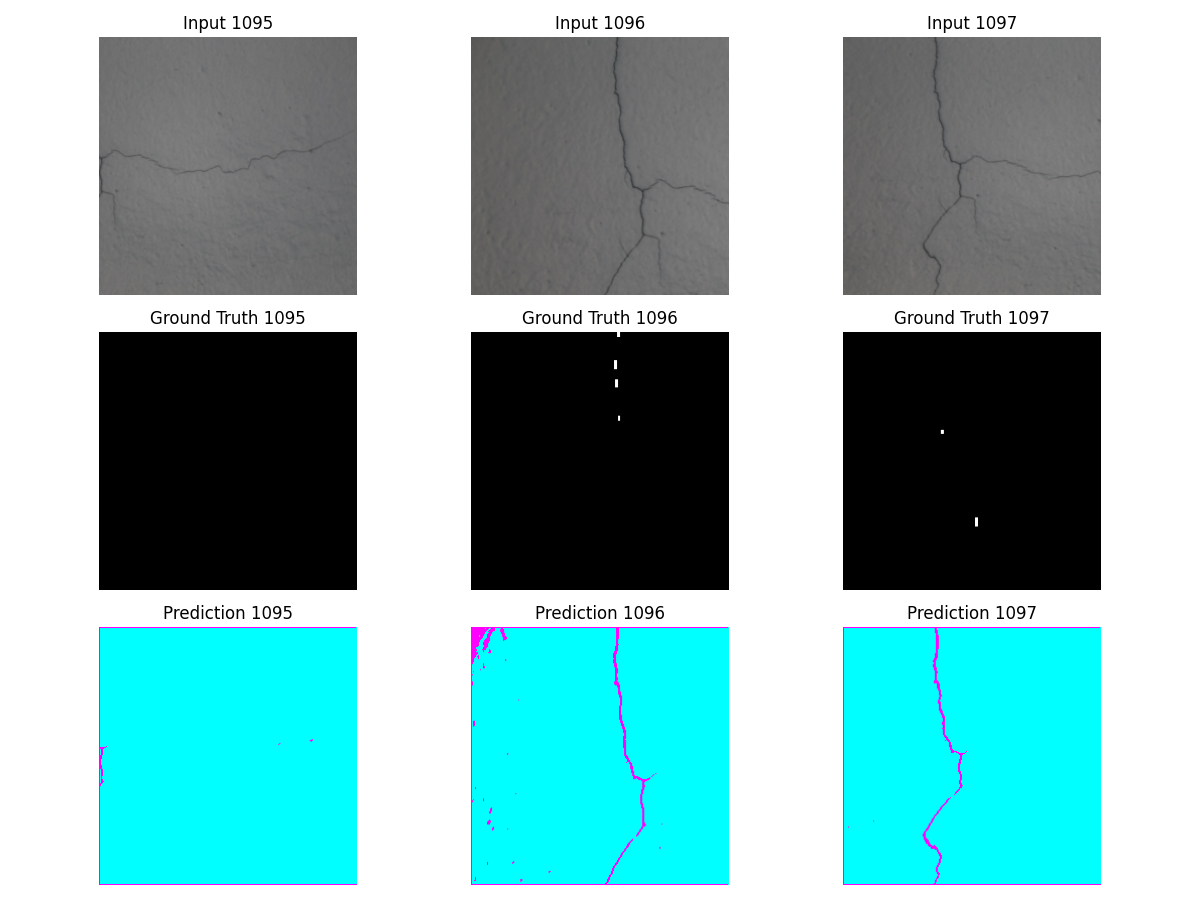 Input 1095
Input 1096
Input 1097
Ground Truth 1095
Ground Truth 1096
Ground Truth 1097
Prediction 1095
Prediction 1096
Prediction 1097